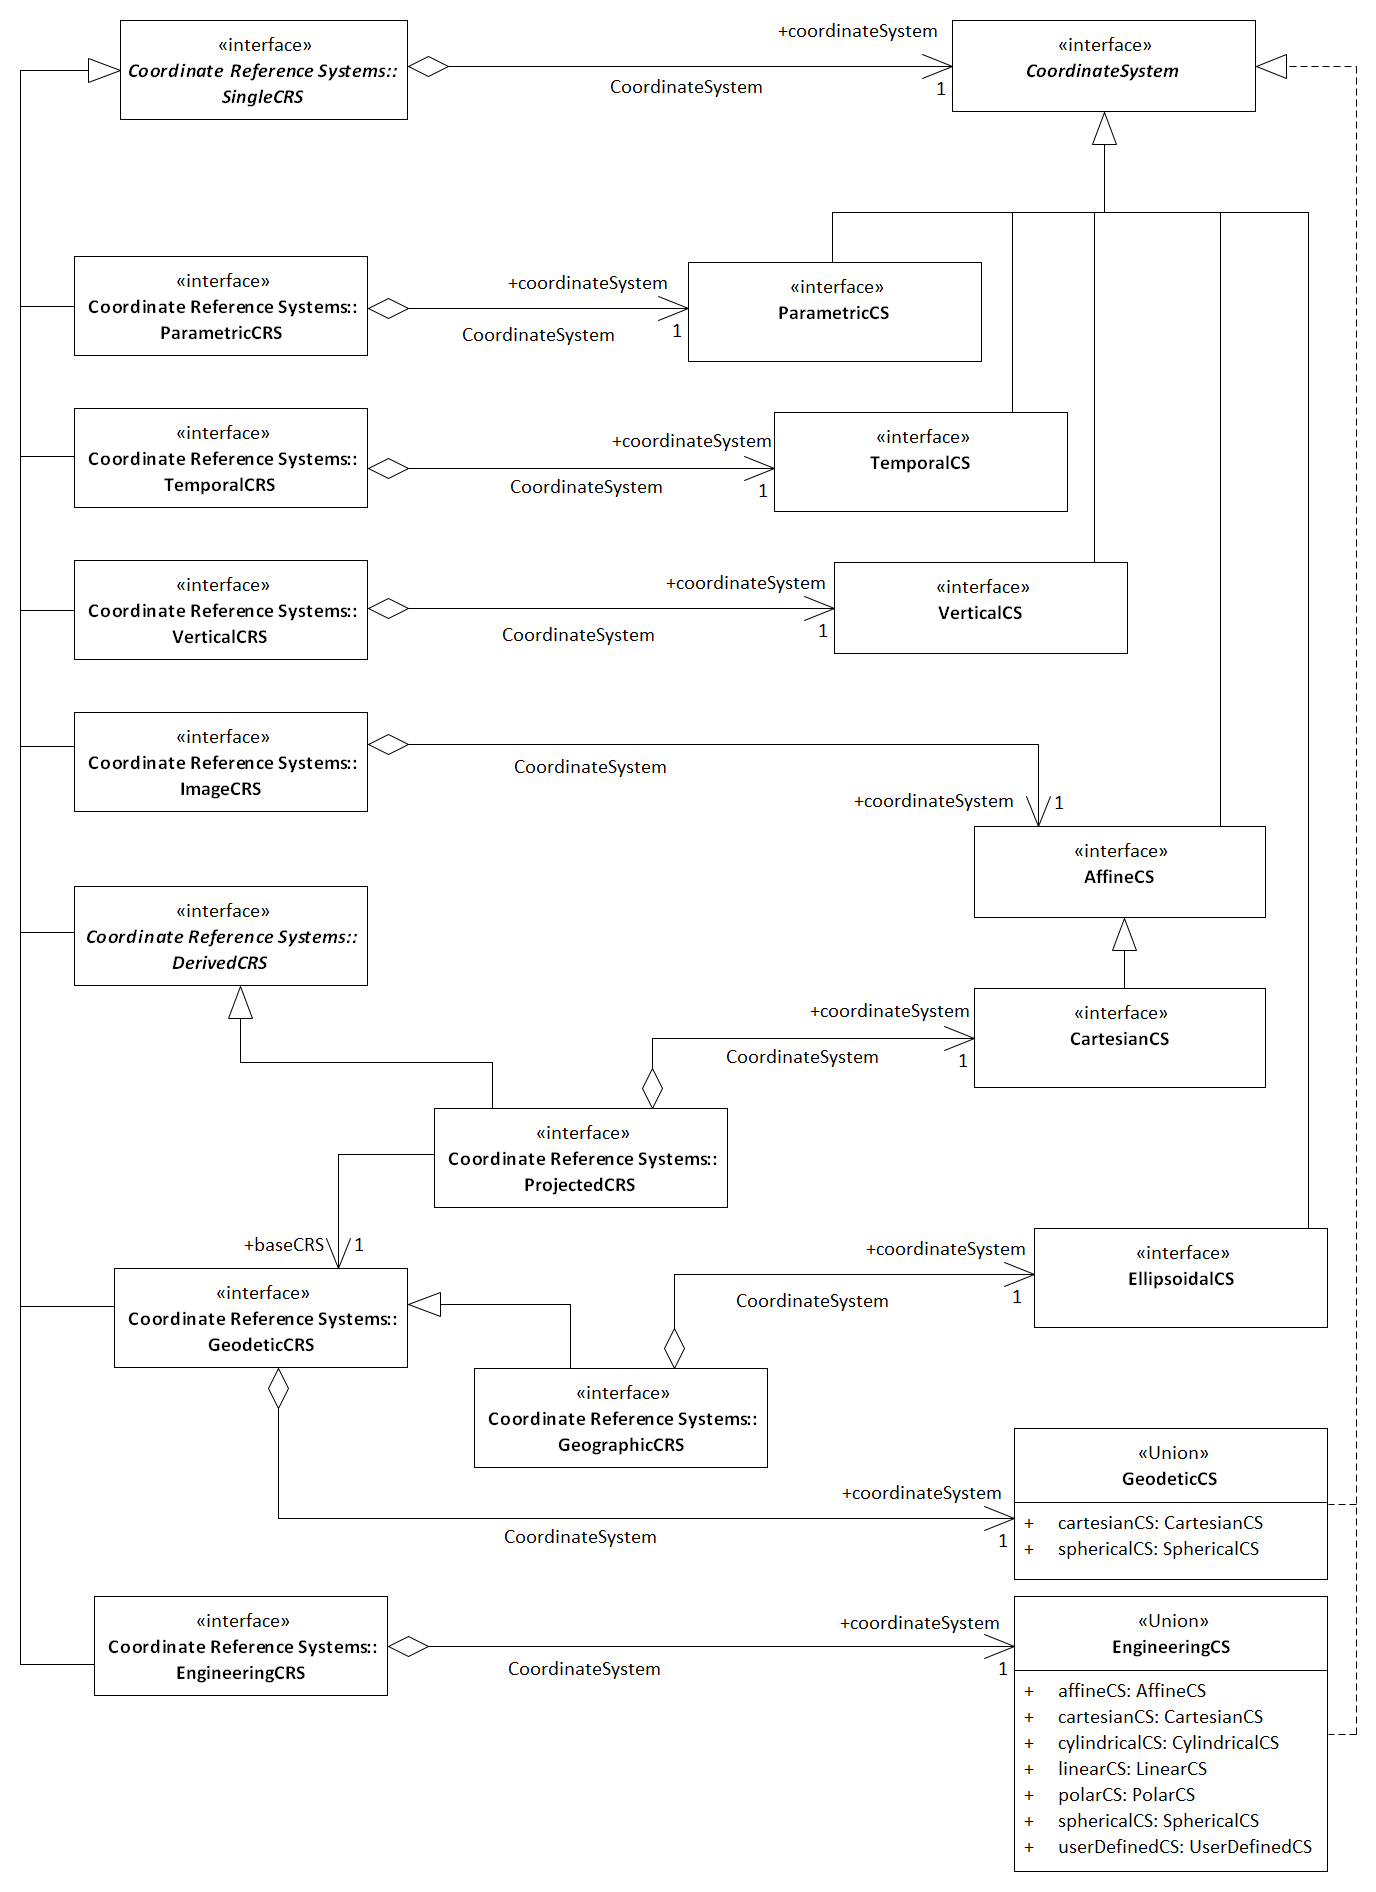 «interface»
Coordinate Reference Systems::
SingleCRS
+coordinateSystem
CoordinateSystem
1
«interface»
CoordinateSystem
«interface»
Coordinate Reference Systems::
ParametricCRS
+coordinateSystem
CoordinateSystem
1
«interface»
ParametricCS
«interface»
Coordinate Reference Systems::
TemporalCRS
+coordinateSystem
CoordinateSystem
1
«interface»
TemporalCS
«interface»
Coordinate Reference Systems::
VerticalCRS
+coordinateSystem
CoordinateSystem
1
«interface»
VerticalCS
«interface»
Coordinate Reference Systems::
ImageCRS
CoordinateSystem
+coordinateSystem
1
«interface»
AffineCS
«interface»
Coordinate Reference Systems::
DerivedCRS
+coordinateSystem
CoordinateSystem
1
«interface»
CartesianCS
«interface»
Coordinate Reference Systems::
ProjectedCRS
+baseCRS
1
«interface»
Coordinate Reference Systems::
GeodeticCRS
+coordinateSystem
CoordinateSystem
1
«interface»
EllipsoidalCS
«interface»
Coordinate Reference Systems::
GeographicCRS
+coordinateSystem
CoordinateSystem
1
«Union»
GeodeticCS
+ cartesianCS: CartesianCS
+ sphericalCS: SphericalCS
«interface»
Coordinate Reference Systems::
EngineeringCRS
+coordinateSystem
CoordinateSystem
1
«Union»
EngineeringCS
+ affineCS: AffineCS
+ cartesianCS: CartesianCS
+ cylindricalCS: CylindricalCS
+ linearCS: LinearCS
+ polarCS: PolarCS
+ sphericalCS: SphericalCS
+ userDefinedCS: UserDefinedCS